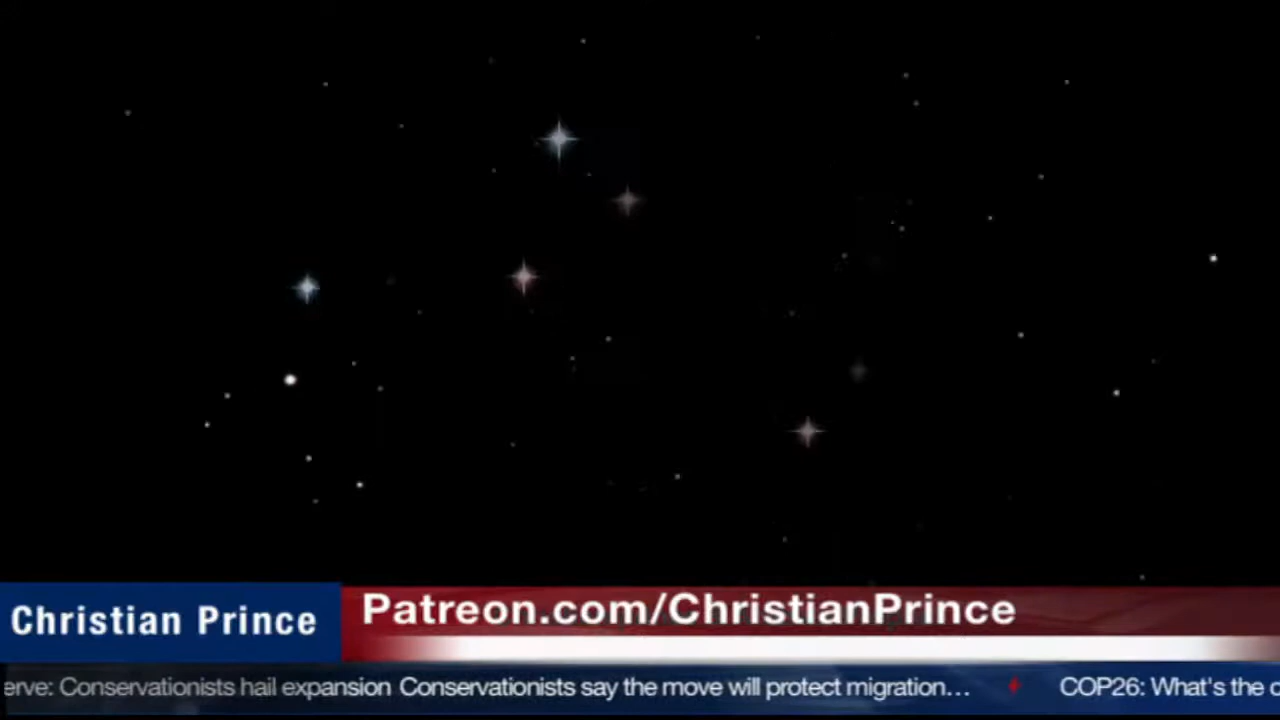 Christian Prince
Patreon.com/ChristianPrince
erve: Conservationists hail expansion Conservationists say the move will protect migration… COP26: What's the c